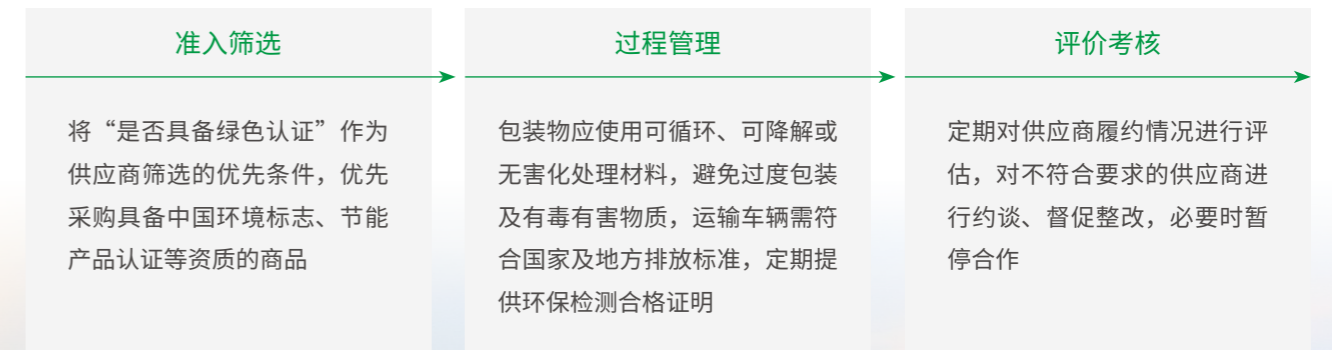 准入筛选
将“是否具备绿色认证”作为
供应商筛选的优先条件，优先
采购具备中国环境标志、节能
产品认证等资质的商品
过程管理
包装物应使用可循环、可降解或
无害化处理材料，避免过度包装
及有毒有害物质，运输车辆需符
合国家及地方排放标准，定期提
供环保检测合格证明
评价考核
定期对供应商履约情况进行评
估，对不符合要求的供应商进
行约谈、督促整改，必要时暂
停合作